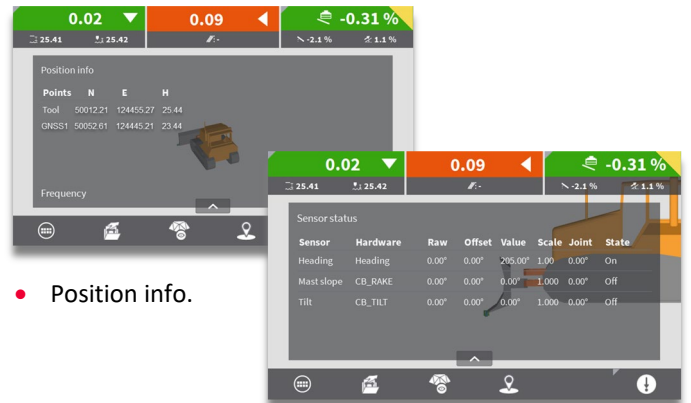 0.02 0.09 -0.31 %
25.41 25.42 - -2.1 % 1.1 %
Position info
Points N E H
Tool 50012.21 124455.27 25.44
GNSS1 50052.61 124445.21 23.44
Frequency
0.02 0.09 -0.31 %
25.41 25.42 - -2.1 % 1.1 %
Sensor status
Sensor Hardware Raw Offset Value Scale Joint State
Heading Heading 0.00° 0.00° 205.00° 1.00 0.00° On
Mast slope CB_RAKE 0.00° 0.00° 0.00° 1.000 0.00° Off
Tilt CB_TILT 0.00° 0.00° 0.00° 1.000 0.00° Off
• Position info.